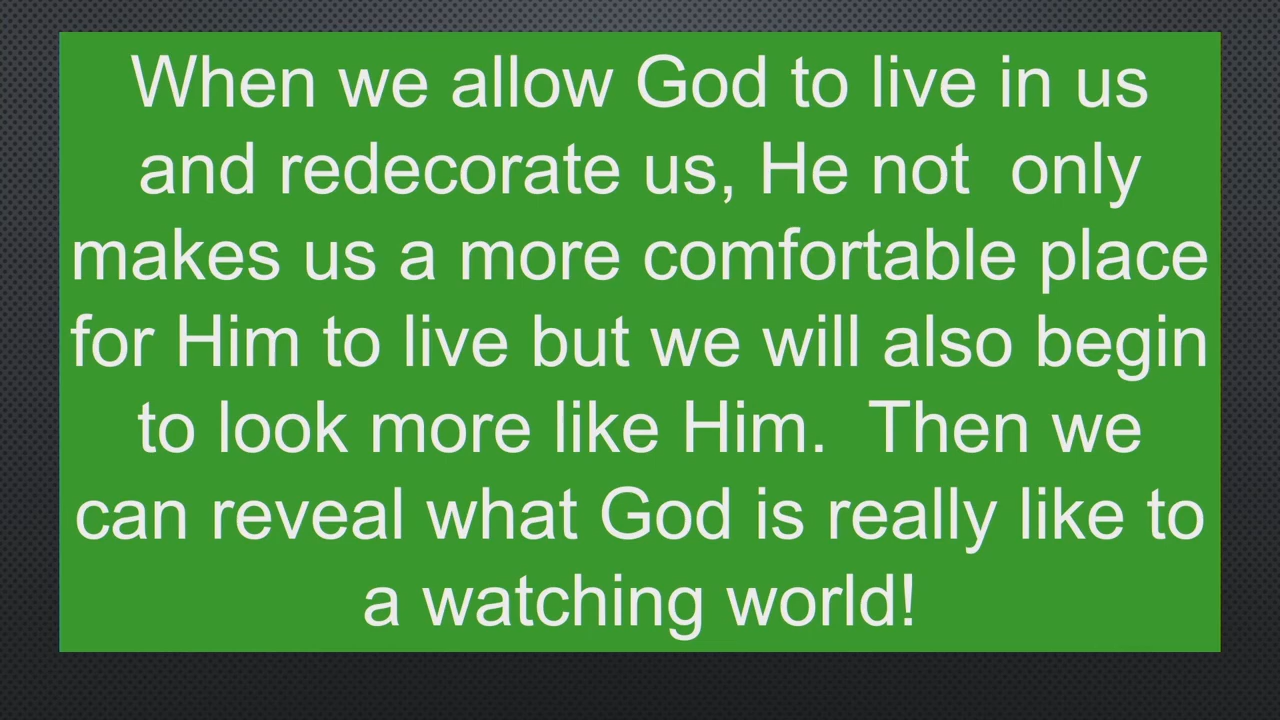 When we allow God to live in us
and redecorate us, He not  only
makes us a more comfortable place
for Him to live but we will also begin
to look more like Him.  Then we
can reveal what God is really like to
a watching world!